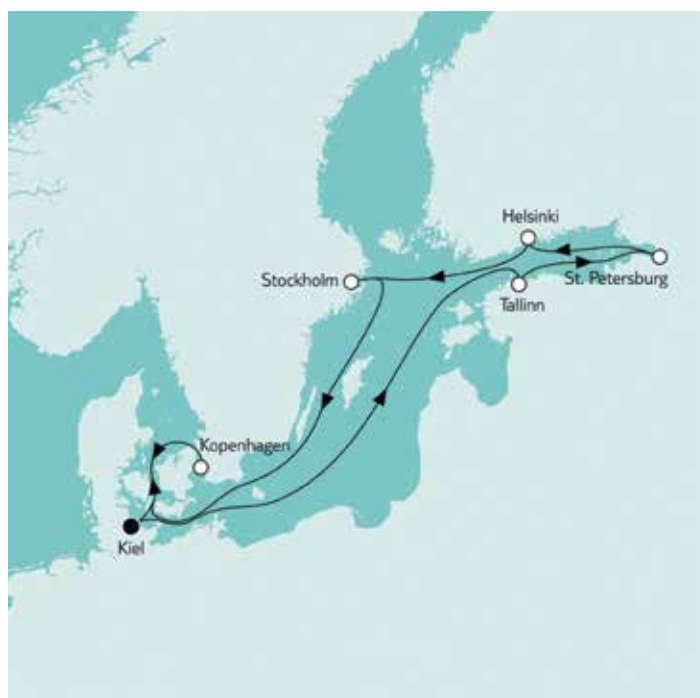 Helsinki
Stockholm
St. Petersburg
Tallinn
Kopenhagen
Kiel